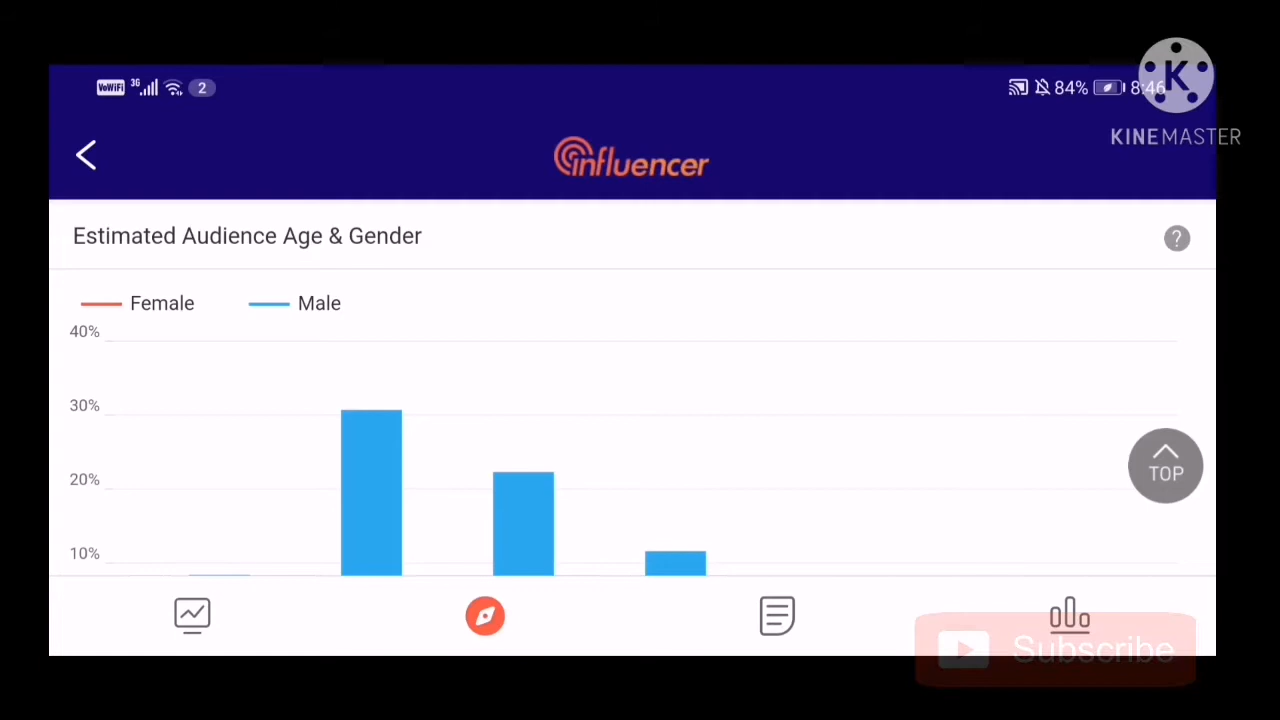 VoWiFi 3G 2 84% 8:46
K
KINEMASTER
influencer
Estimated Audience Age & Gender ?
Female Male
40%
30%
20%
TOP
10%
Subscribe